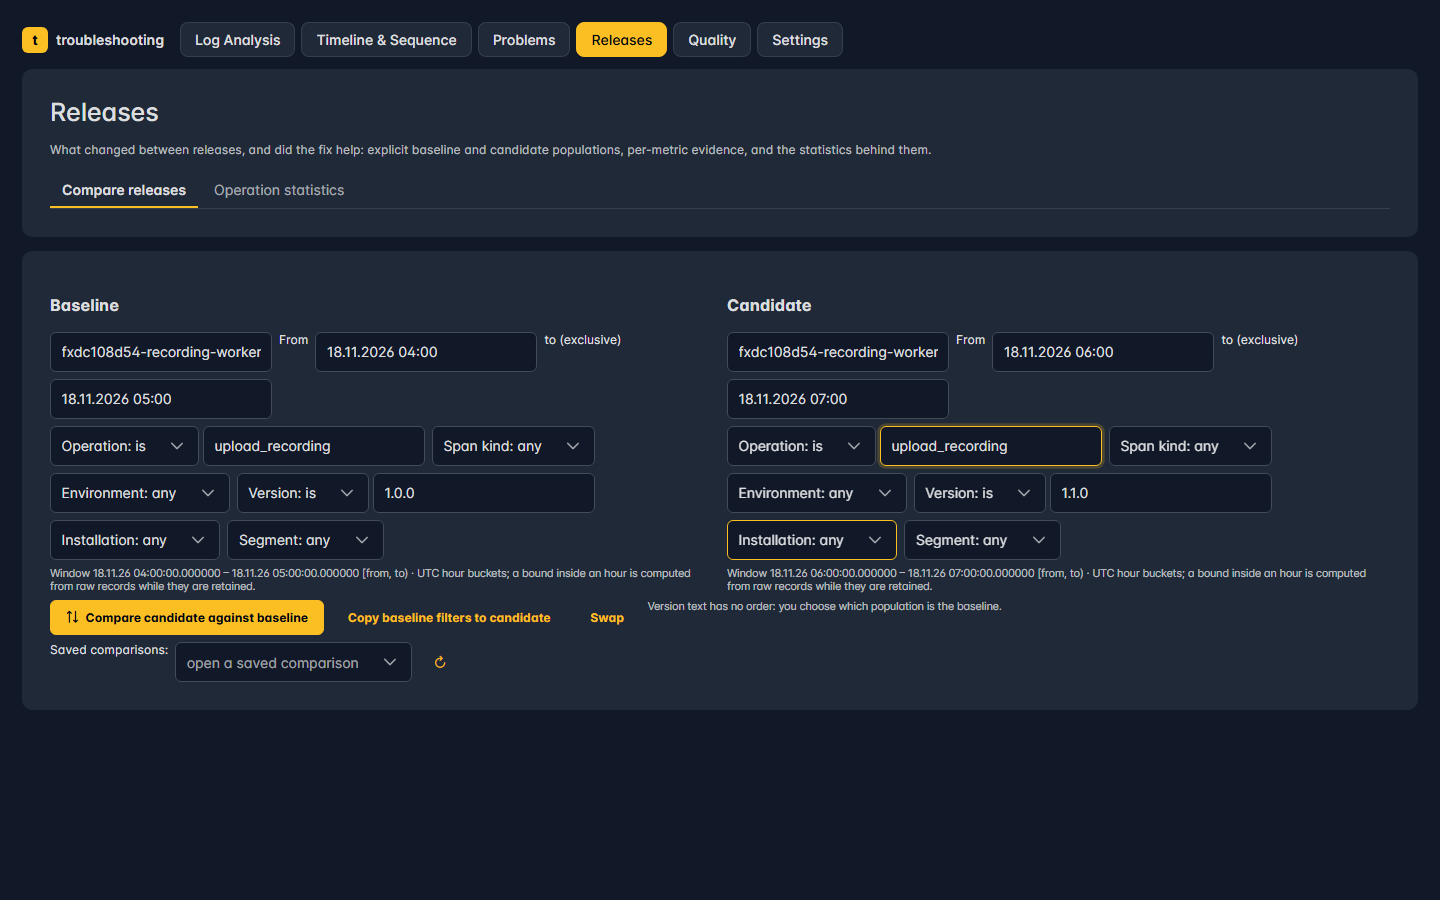 t troubleshooting Log Analysis Timeline & Sequence Problems Releases Quality Settings
Releases
What changed between releases, and did the fix help: explicit baseline and candidate populations, per-metric evidence, and the statistics behind them.
Compare releases Operation statistics
Baseline
fxdc108d54-recording-worker From 18.11.2026 04:00 to (exclusive)
18.11.2026 05:00
Operation: is upload_recording Span kind: any
Environment: any Version: is 1.0.0
Installation: any Segment: any
Window 18.11.26 04:00:00.000000 – 18.11.26 05:00:00.000000 [from, to) · UTC hour buckets; a bound inside an hour is computed
from raw records while they are retained.
Candidate
fxdc108d54-recording-worker From 18.11.2026 06:00 to (exclusive)
18.11.2026 07:00
Operation: is upload_recording Span kind: any
Environment: any Version: is 1.1.0
Installation: any Segment: any
Window 18.11.26 06:00:00.000000 – 18.11.26 07:00:00.000000 [from, to) · UTC hour buckets; a bound inside an hour is computed
from raw records while they are retained.
Compare candidate against baseline Copy baseline filters to candidate Swap Version text has no order: you choose which population is the baseline.
Saved comparisons: open a saved comparison